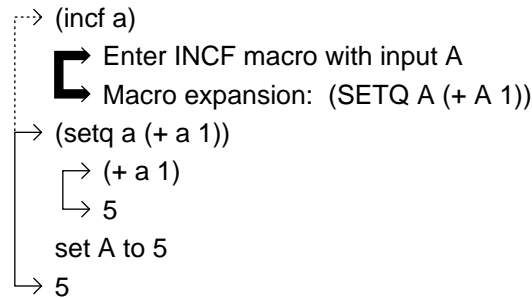 (incf a)
Enter INCF macro with input A
Macro expansion: (SETQ A (+ A 1))
(setq a (+ a 1))
(+ a 1)
5
set A to 5
5